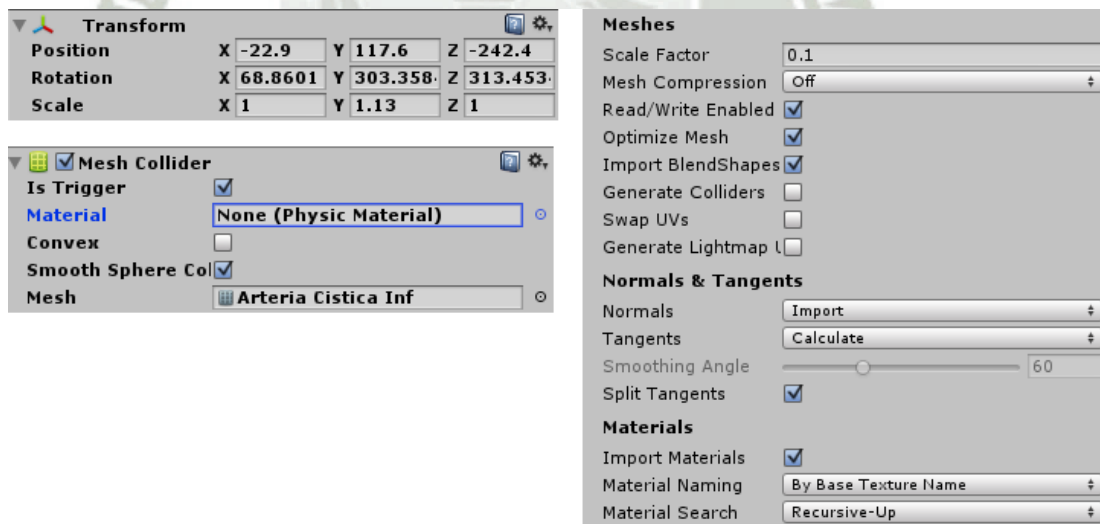 Transform
Position X -22.9 Y 117.6 Z -242.4
Rotation X 68.8601 Y 303.358 Z 313.453
Scale X 1 Y 1.13 Z 1
Mesh Collider
Is Trigger
Material None (Physic Material)
Convex
Smooth Sphere Col
Mesh Arteria Cistica Inf
Meshes
Scale Factor 0.1
Mesh Compression Off
Read/Write Enabled
Optimize Mesh
Import BlendShapes
Generate Colliders
Swap UVs
Generate Lightmap U
Normals & Tangents
Normals Import
Tangents Calculate
Smoothing Angle 60
Split Tangents
Materials
Import Materials
Material Naming By Base Texture Name
Material Search Recursive-Up